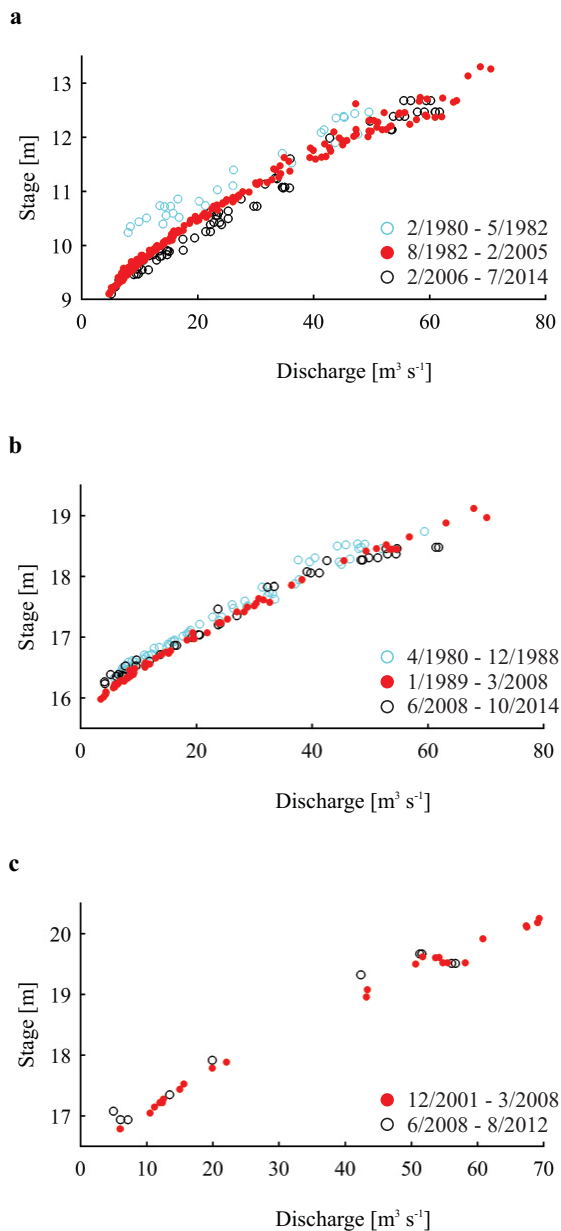 a
13
12
11
10
9
Stage [m]
2/1980 - 5/1982
8/1982 - 2/2005
2/2006 - 7/2014
0 20 40 60 80
Discharge [m³ s⁻¹]
b
19
18
17
16
Stage [m]
4/1980 - 12/1988
1/1989 - 3/2008
6/2008 - 10/2014
0 20 40 60 80
Discharge [m³ s⁻¹]
c
20
19
18
17
Stage [m]
12/2001 - 3/2008
6/2008 - 8/2012
0 10 20 30 40 50 60 70
Discharge [m³ s⁻¹]